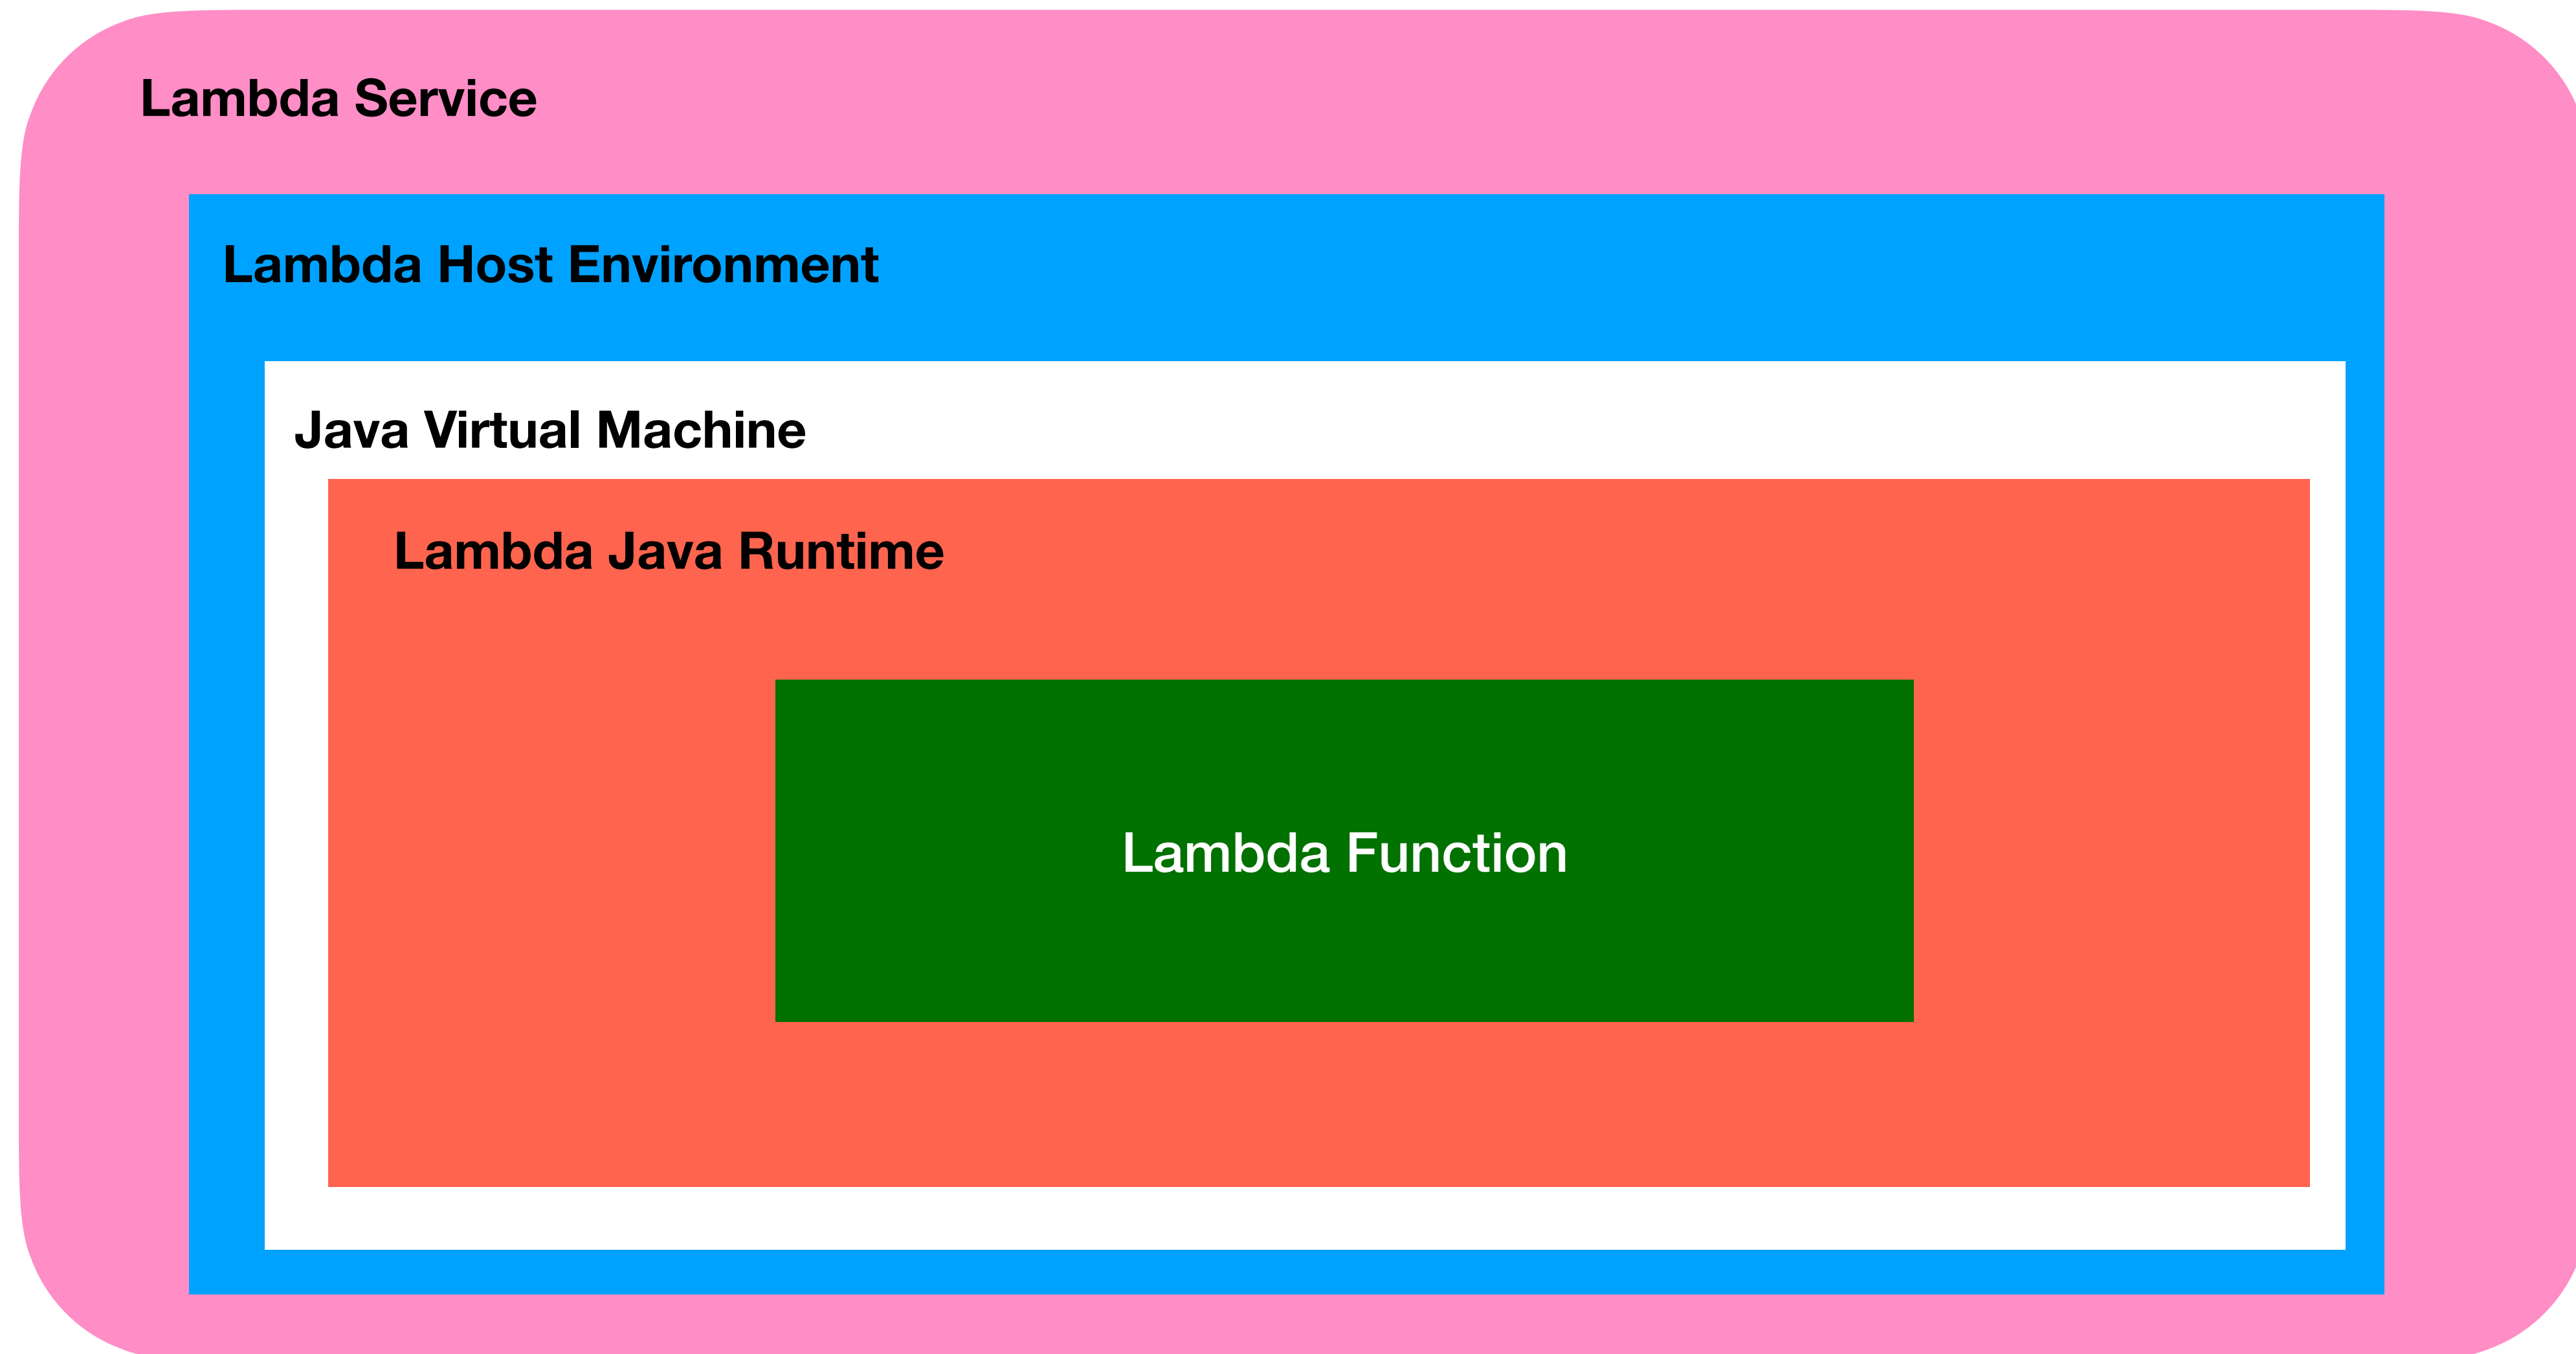 Lambda Service
Lambda Host Environment
Java Virtual Machine
Lambda Java Runtime
Lambda Function